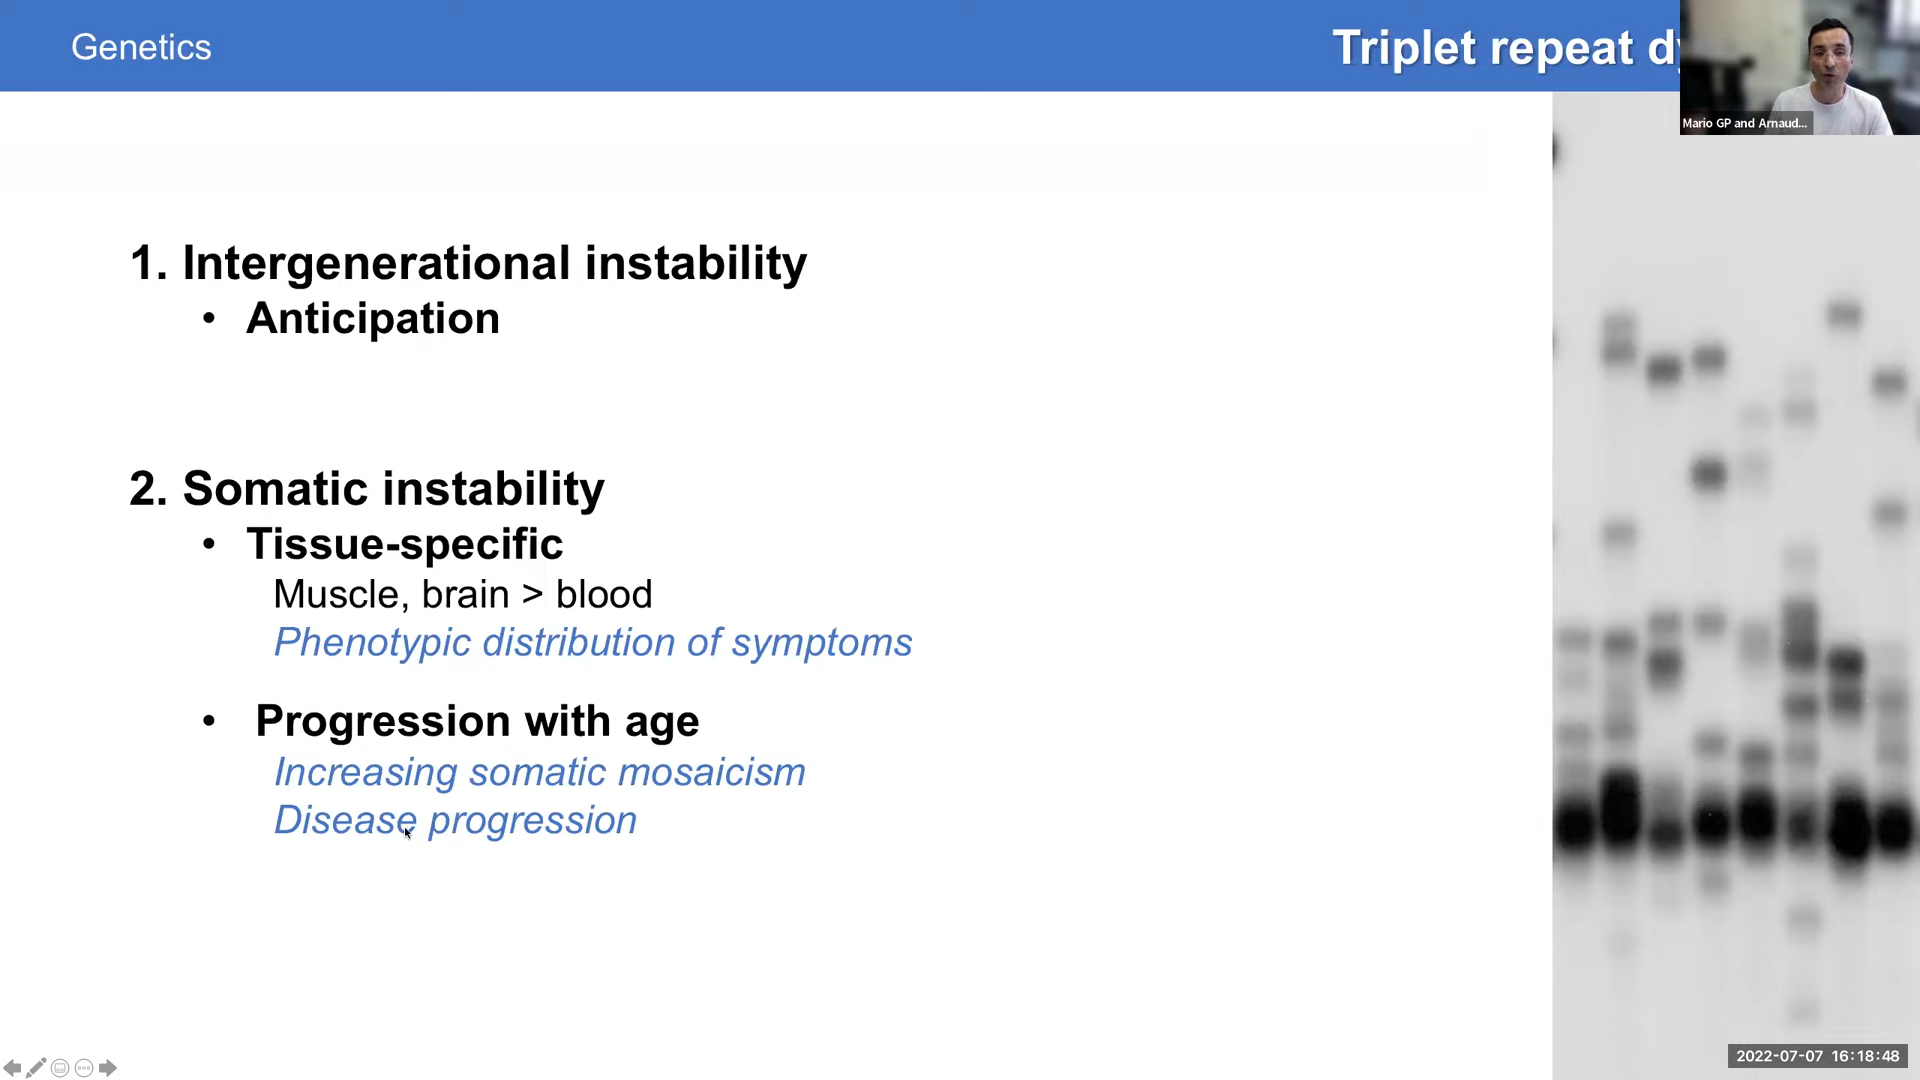 Genetics
Triplet repeat
Mario GP and Arnaud...
1. Intergenerational instability
• Anticipation
2. Somatic instability
• Tissue-specific
Muscle, brain > blood
Phenotypic distribution of symptoms
• Progression with age
Increasing somatic mosaicism
Disease progression
2022-07-07 16:18:48